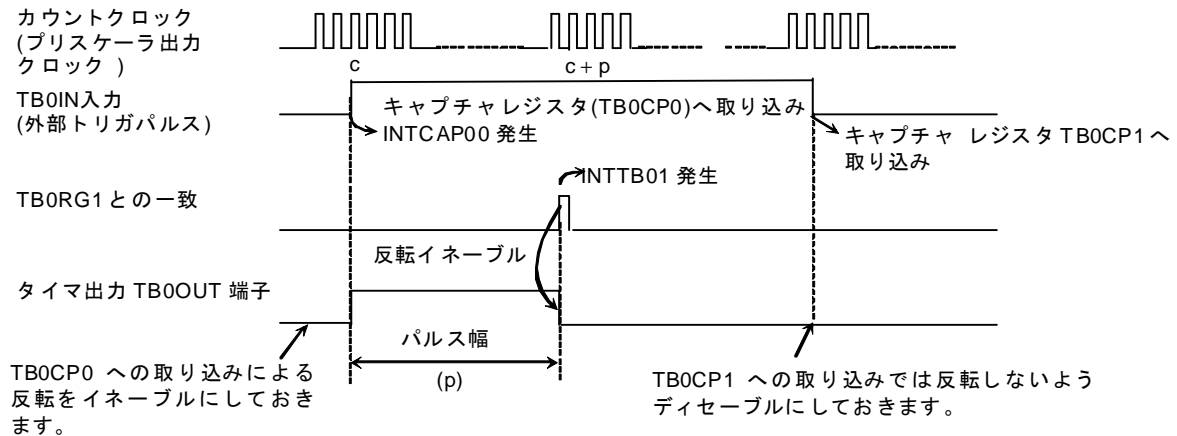 カウントクロック
(プリスケーラ出力
クロック )
c
c + p
TB0IN入力
(外部トリガパルス)
キャプチャレジスタ(TB0CP0)へ取り込み
INTCAP00 発生
キャプチャ レジスタ TB0CP1 へ
取り込み
INTTB01 発生
TB0RG1 との一致
反転イネーブル
タイマ出力 TB0OUT 端子
パルス幅
(p)
TB0CP0 への取り込みによる
反転をイネーブルにしておき
ます。
TB0CP1 への取り込みでは反転しないよう
ディセーブルにしておきます。